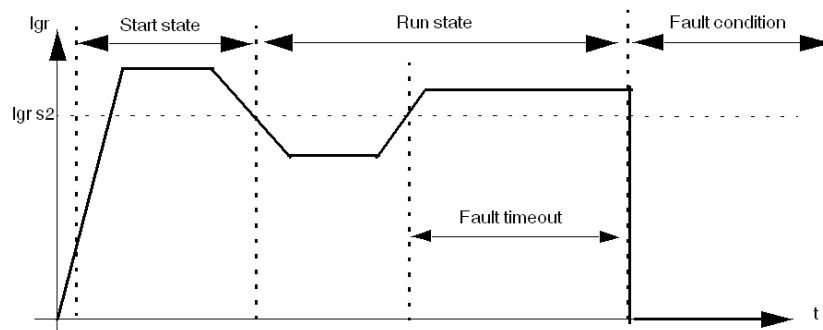 Igr
Start state
Run state
Fault condition
Igr s2
Fault timeout
t